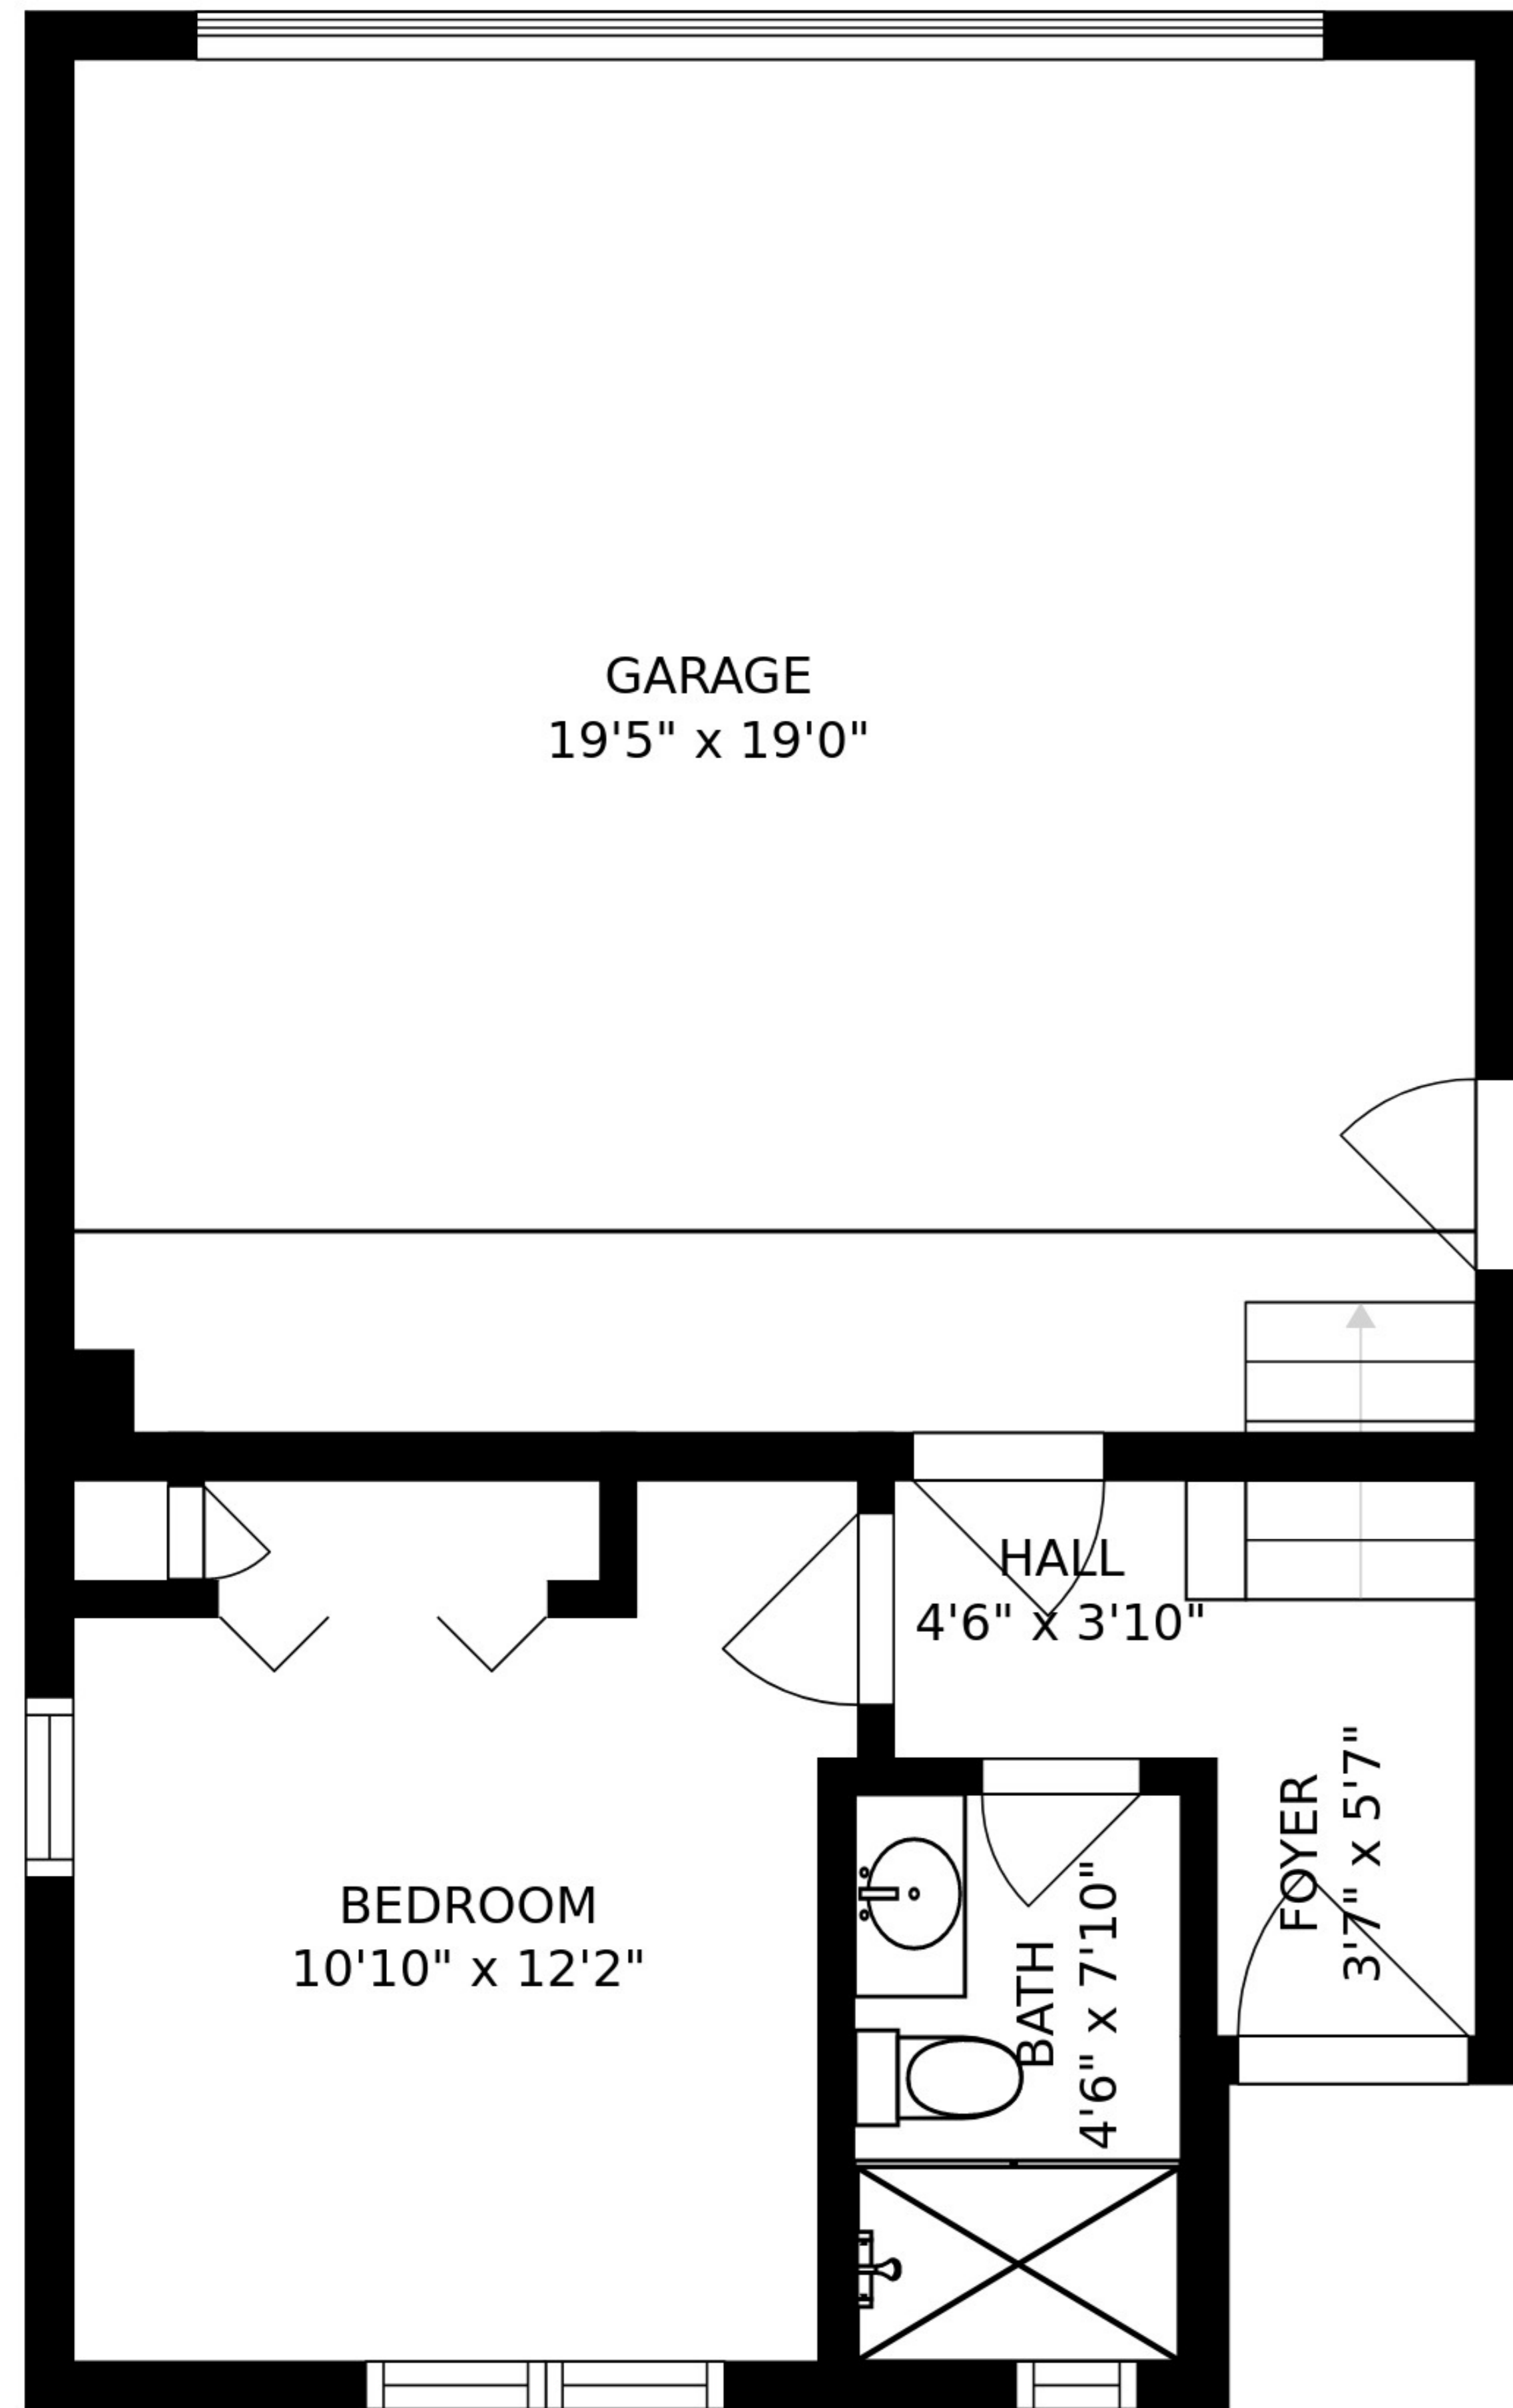 GARAGE
19'5" x 19'0"
HALL
4'6" x 3'10"
FOYER
3'7" x 5'7"
BEDROOM
10'10" x 12'2"
BATH
4'6" x 7'10"